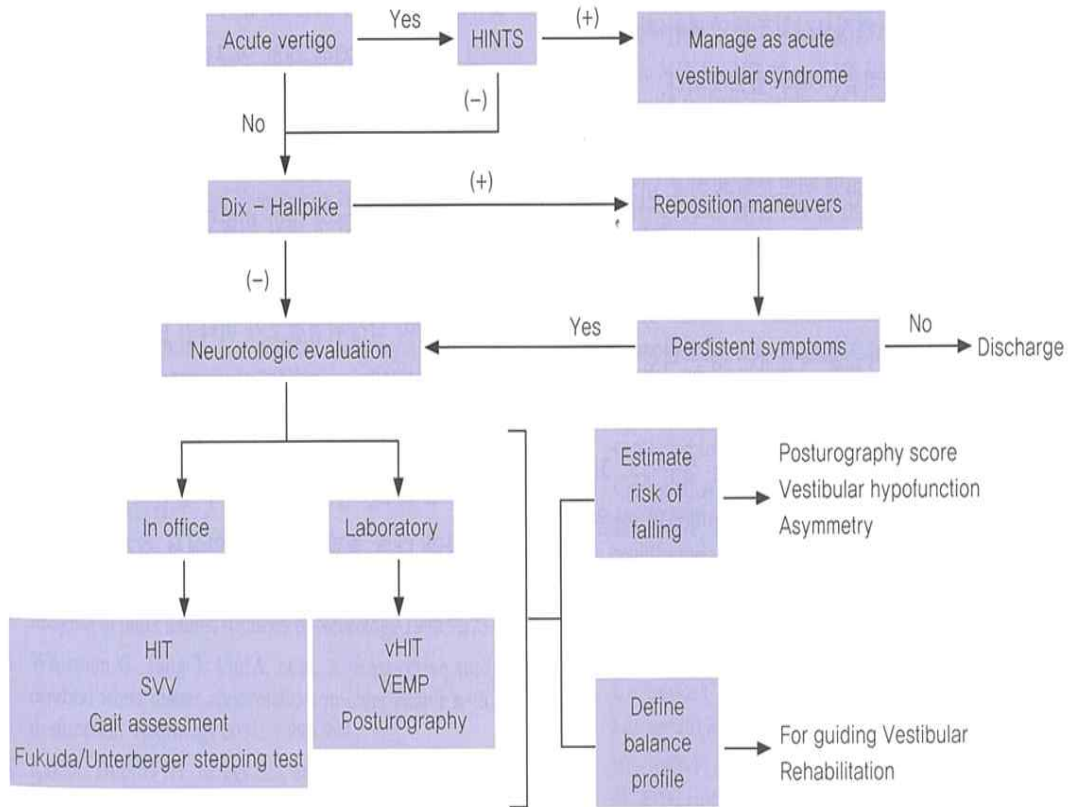 Acute vertigo
Yes
HINTS
(+)
Manage as acute
vestibular syndrome
(–)
No
Dix – Hallpike
(+)
Reposition maneuvers
(–)
Neurotologic evaluation
Yes
Persistent symptoms
No
Discharge
In office
Laboratory
HIT
SVV
Gait assessment
Fukuda/Unterberger stepping test
vHIT
VEMP
Posturography
Estimate
risk of
falling
Posturography score
Vestibular hypofunction
Asymmetry
Define
balance
profile
For guiding Vestibular
Rehabilitation